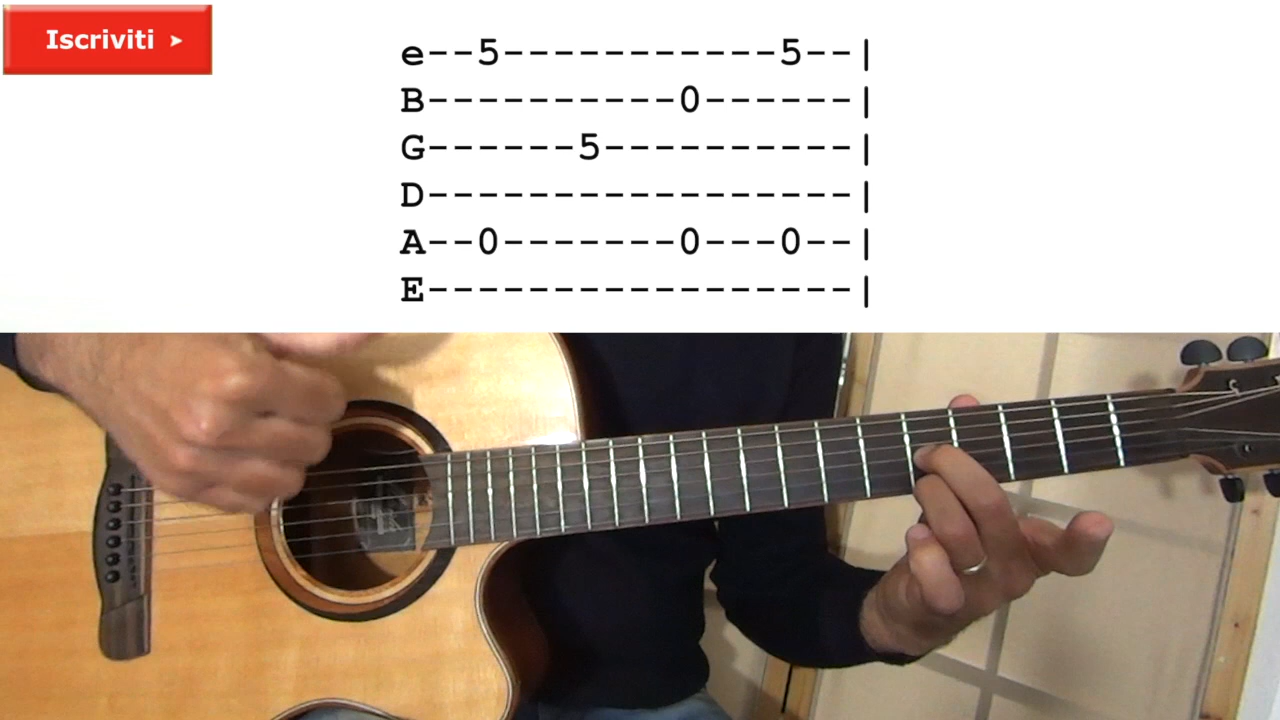 Iscriviti ➤
e--5-----------5--|
B----------0------|
G------5----------|
D-----------------|
A--0-------0---0--|
E-----------------|